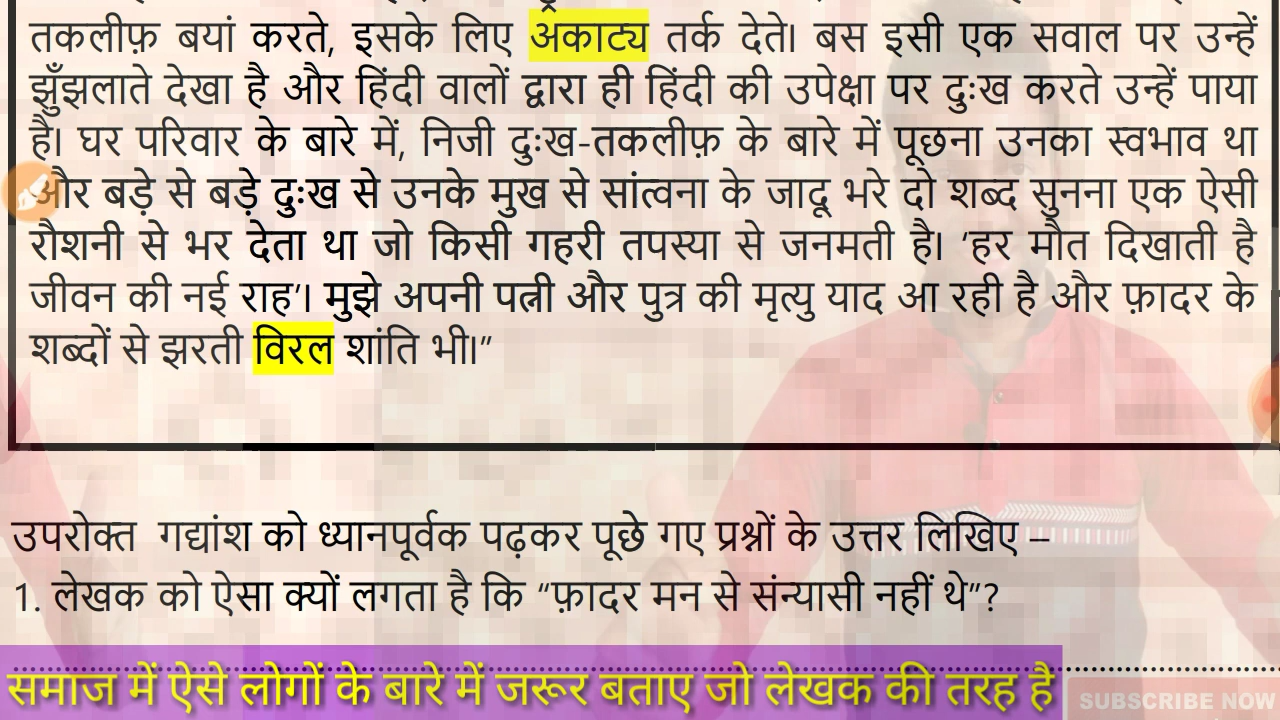 तकलीफ़ बयां करते, इसके लिए अकाट्य तर्क देते। बस इसी एक सवाल पर उन्हें
झुँझलाते देखा है और हिंदी वालों द्वारा ही हिंदी की उपेक्षा पर दुःख करते उन्हें पाया
है। घर परिवार के बारे में, निजी दुःख-तकलीफ़ के बारे में पूछना उनका स्वभाव था
और बड़े से बड़े दुःख से उनके मुख से सांत्वना के जादू भरे दो शब्द सुनना एक ऐसी
रौशनी से भर देता था जो किसी गहरी तपस्या से जनमती है। ’हर मौत दिखाती है
जीवन की नई राह’। मुझे अपनी पत्नी और पुत्र की मृत्यु याद आ रही है और फ़ादर के
शब्दों से झरती विरल शांति भी।”
उपरोक्त गद्यांश को ध्यानपूर्वक पढ़कर पूछे गए प्रश्नों के उत्तर लिखिए –
1. लेखक को ऐसा क्यों लगता है कि “फ़ादर मन से संन्यासी नहीं थे”?
समाज में ऐसे लोगों के बारे में जरूर बताए जो लेखक की तरह है
SUBSCRIBE NOW